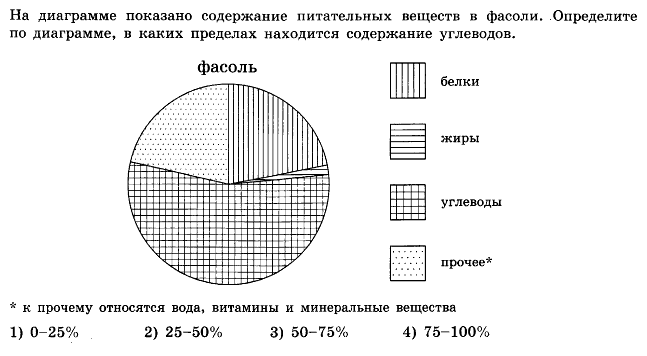 На диаграмме показано содержание питательных веществ в фасоли. Определите
по диаграмме, в каких пределах находится содержание углеводов.
фасоль
белки
жиры
углеводы
прочее*
* к прочему относятся вода, витамины и минеральные вещества
1) 0–25% 2) 25–50% 3) 50–75% 4) 75–100%